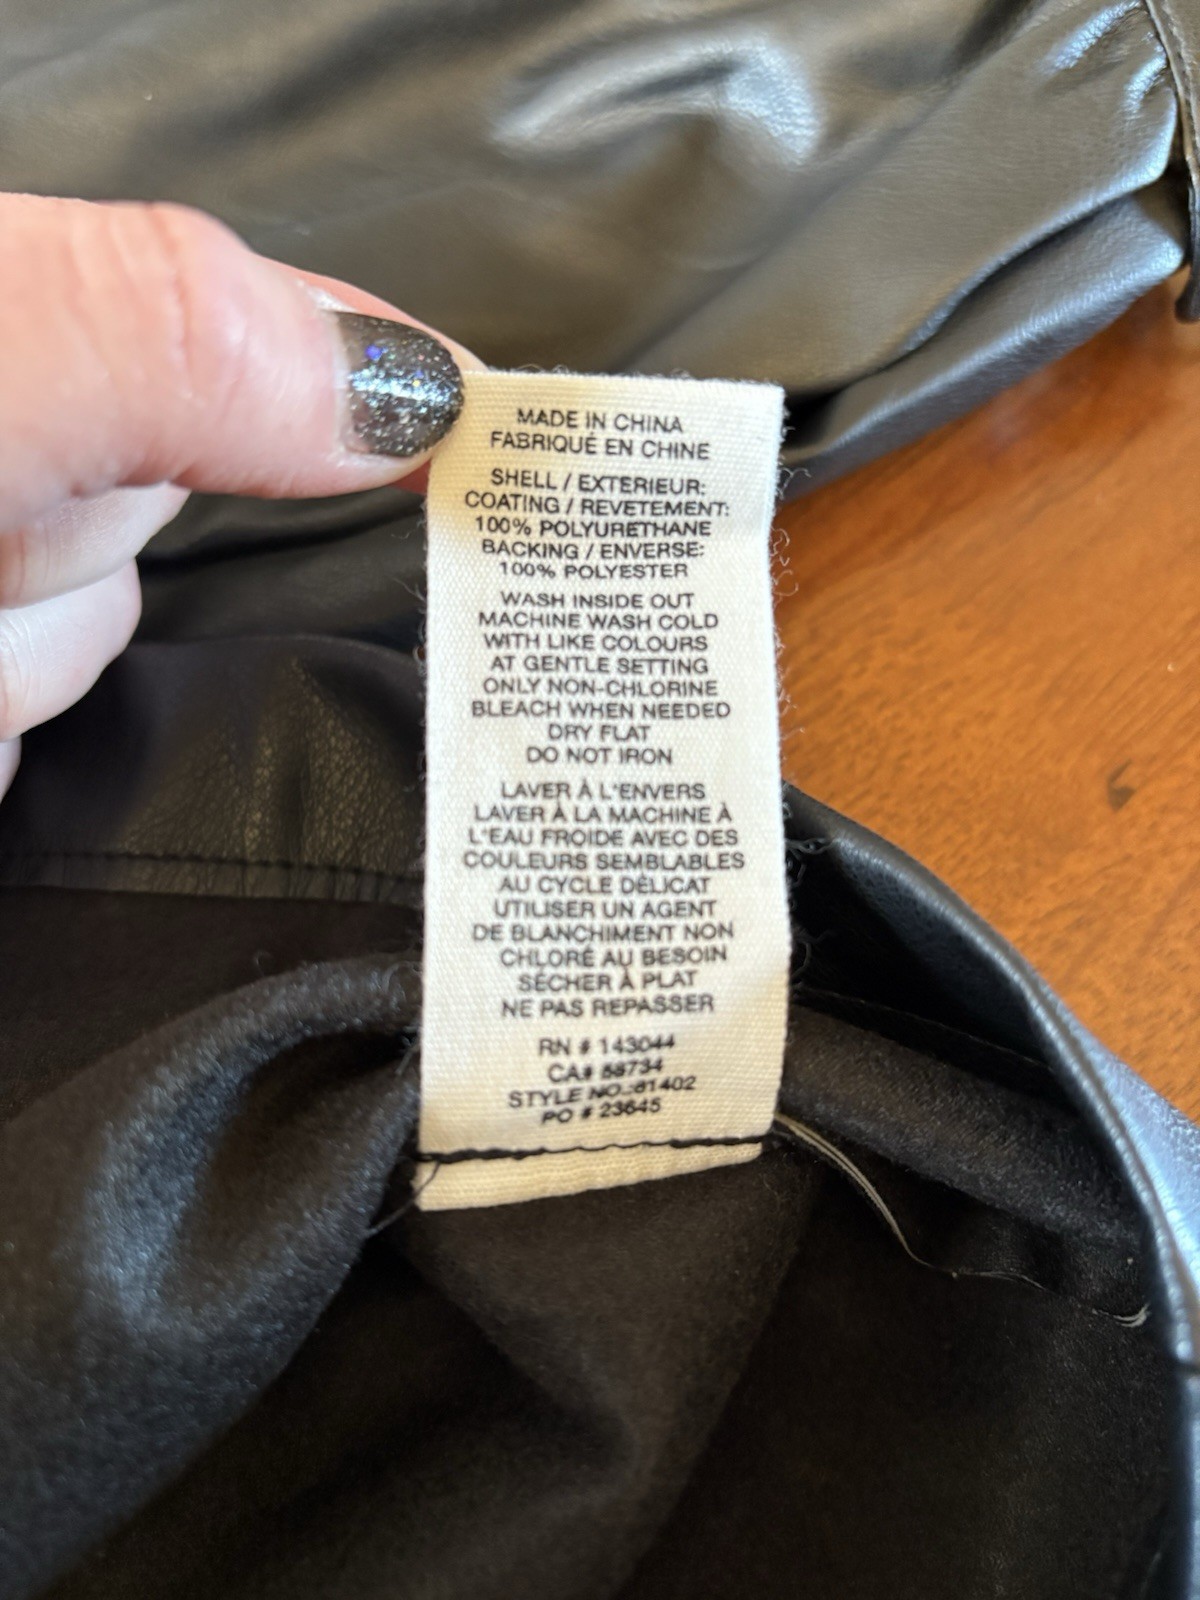 MADE IN CHINA
FABRIQUÉ EN CHINE
SHELL / EXTERIEUR:
COATING / REVETEMENT:
100% POLYURETHANE
BACKING / ENVERSE:
100% POLYESTER
WASH INSIDE OUT
MACHINE WASH COLD
WITH LIKE COLOURS
AT GENTLE SETTING
ONLY NON-CHLORINE
BLEACH WHEN NEEDED
DRY FLAT
DO NOT IRON
LAVER À L'ENVERS
LAVER À LA MACHINE À
L'EAU FROIDE AVEC DES
COULEURS SEMBLABLES
AU CYCLE DÉLICAT
UTILISER UN AGENT
DE BLANCHIMENT NON
CHLORÉ AU BESOIN
SÉCHER À PLAT
NE PAS REPASSER
RN # 143044
CA#
STYLE NO.:81402
PO # 23645